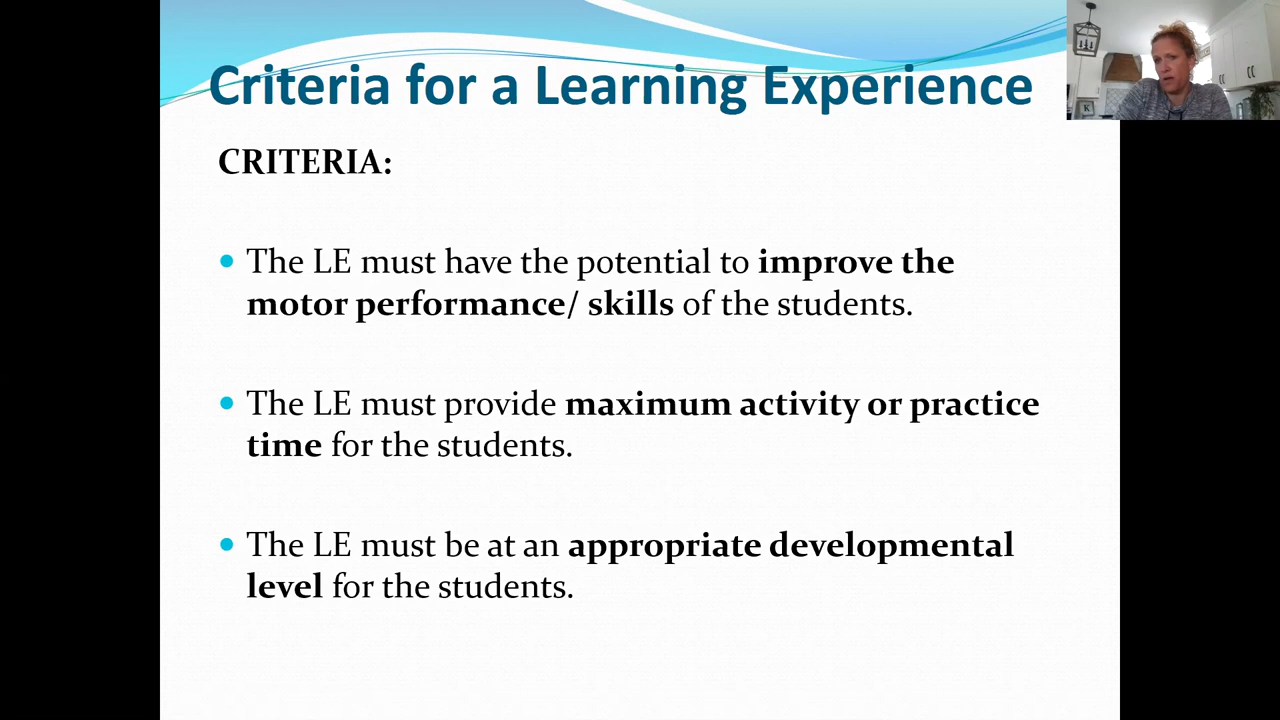 Criteria for a Learning Experience
CRITERIA:
• The LE must have the potential to improve the
motor performance/ skills of the students.
• The LE must provide maximum activity or practice
time for the students.
• The LE must be at an appropriate developmental
level for the students.
K